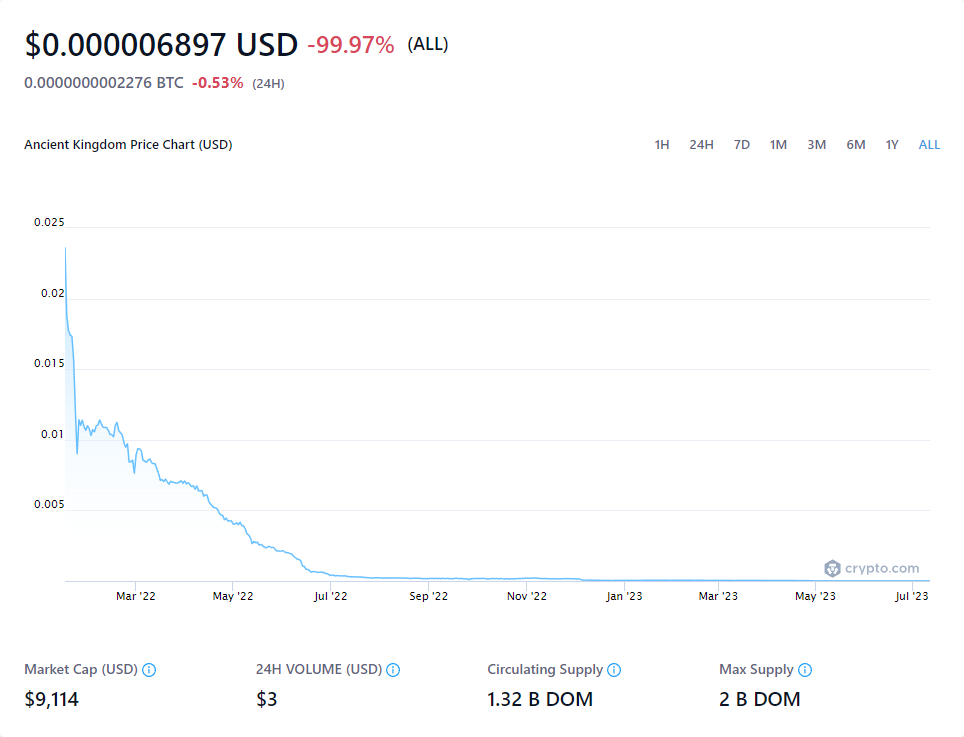 $0.000006897 USD -99.97% (ALL)
0.0000000002276 BTC -0.53% (24H)
Ancient Kingdom Price Chart (USD) 1H 24H 7D 1M 3M 6M 1Y ALL
0.025
0.02
0.015
0.01
0.005
crypto.com
Mar '22 May '22 Jul '22 Sep '22 Nov '22 Jan '23 Mar '23 May '23 Jul '23
Market Cap (USD) 24H VOLUME (USD) Circulating Supply Max Supply
$9,114 $3 1.32 B DOM 2 B DOM